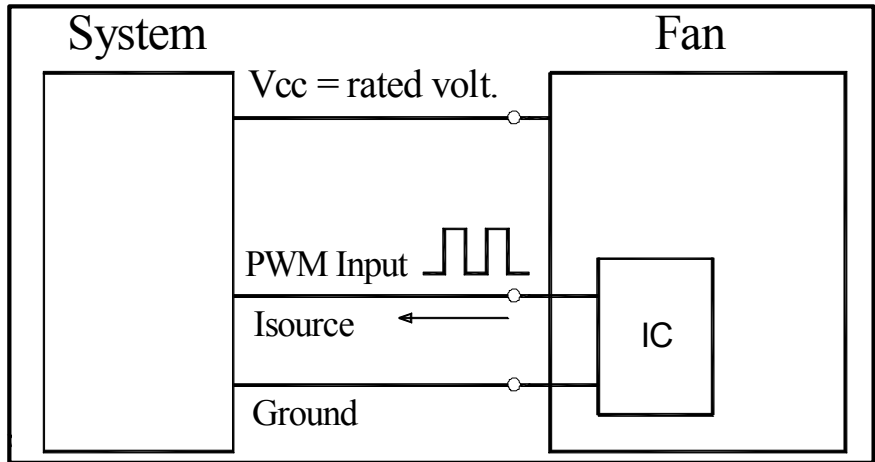 System
Fan
Vcc = rated volt.
PWM Input
Isource
IC
Ground